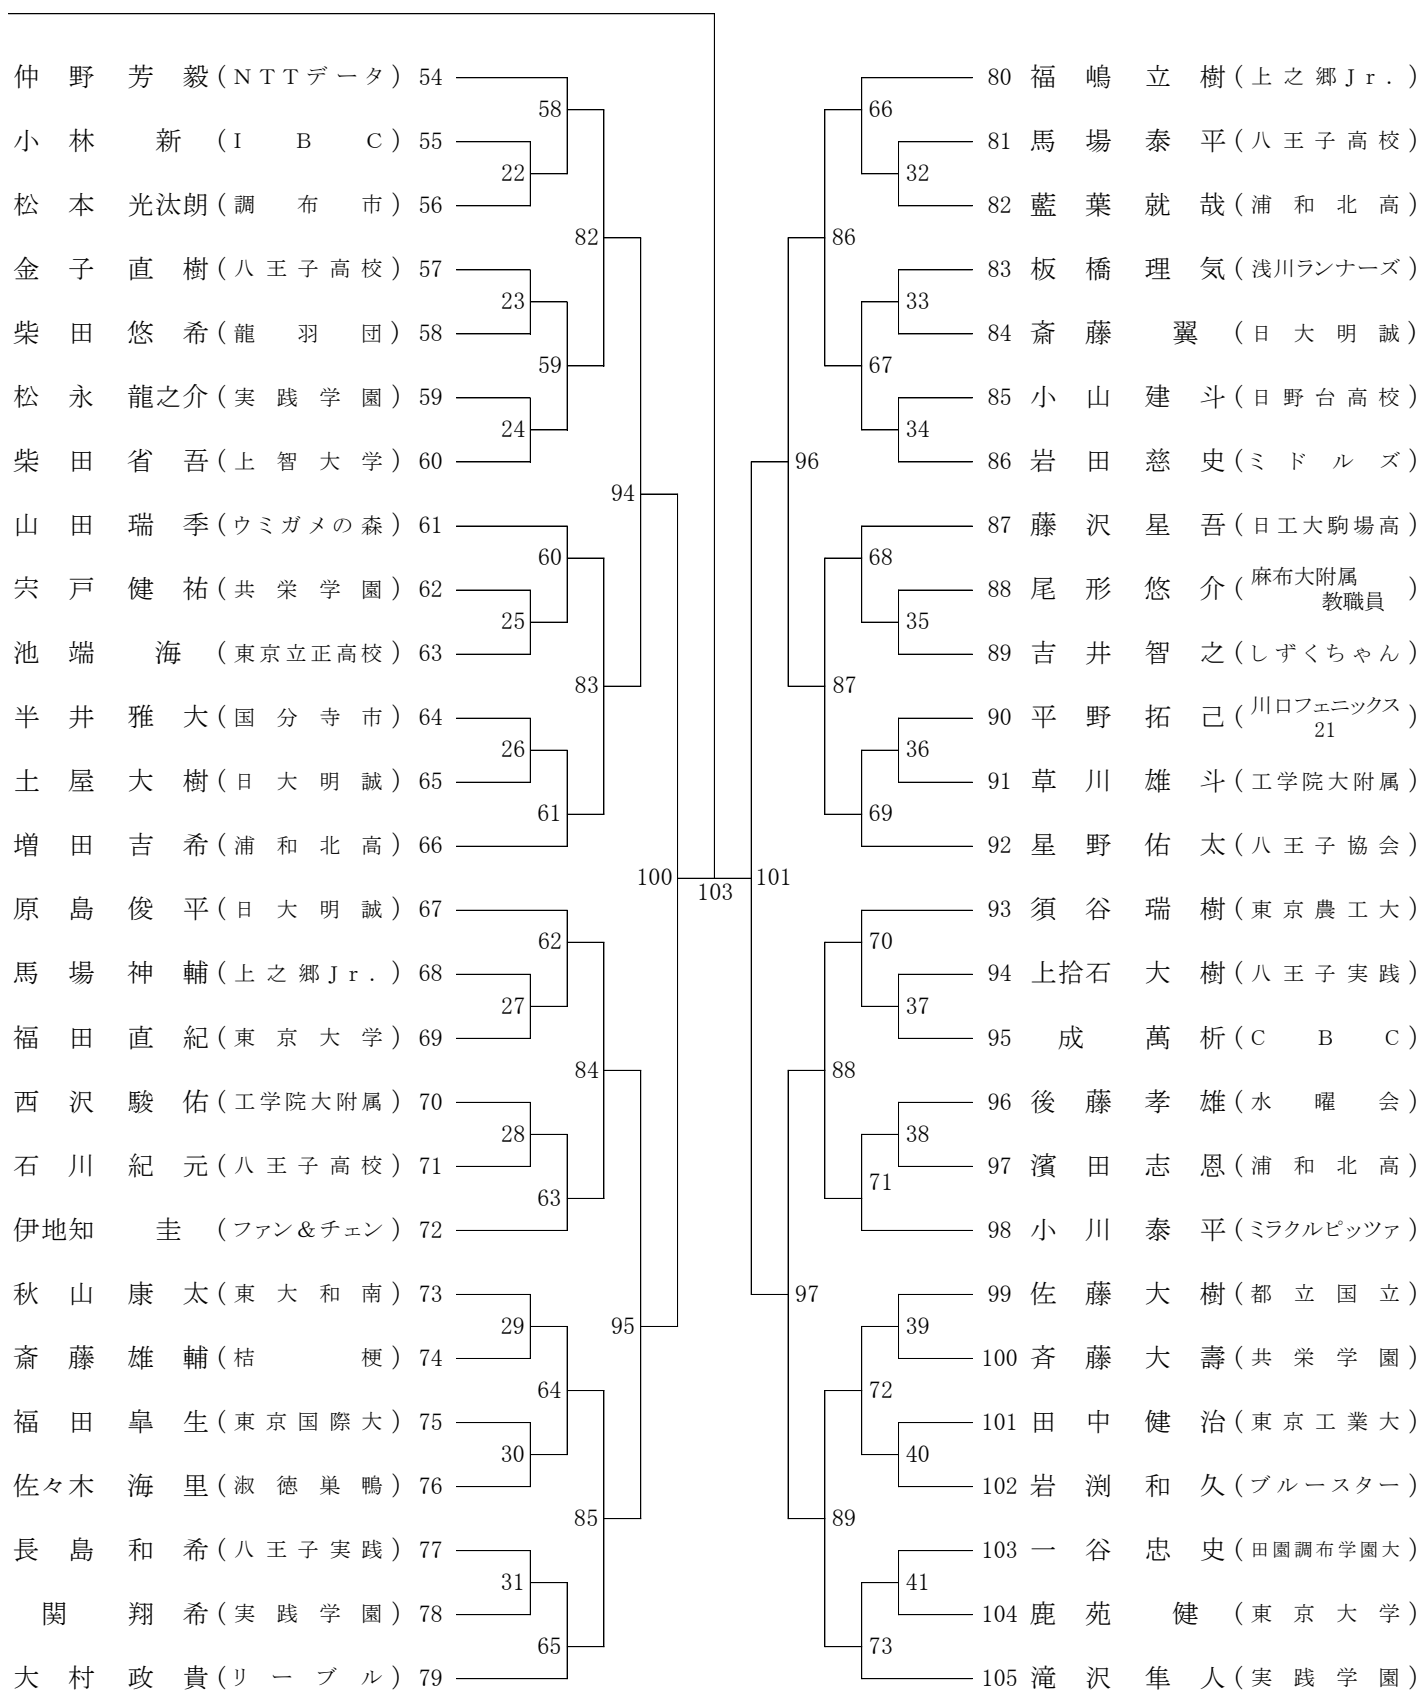 仲野芳毅(NTTデータ) 54
小林新(IBC) 55
松本光汰朗(調布市) 56
金子直樹(八王子高校) 57
柴田悠希(龍羽団) 58
松永龍之介(実践学園) 59
柴田省吾(上智大学) 60
山田瑞季(ウミガメの森) 61
宍戸健祐(共栄学園) 62
池端海(東京立正高校) 63
半井雅大(国分寺市) 64
土屋大樹(日大明誠) 65
増田吉希(浦和北高) 66
原島俊平(日大明誠) 67
馬場神輔(上之郷Jr.) 68
福田直紀(東京大学) 69
西沢駿佑(工学院大附属) 70
石川紀元(八王子高校) 71
伊地知圭(ファン&チェン) 72
秋山康太(東大和南) 73
斎藤雄輔(桔梗) 74
福田皐生(東京国際大) 75
佐々木海里(淑徳巣鴨) 76
長島和希(八王子実践) 77
関翔希(実践学園) 78
大村政貴(リーブル) 79
22
23
24
25
26
27
28
29
30
31
58
59
60
61
62
63
64
65
82
83
84
85
94
95
100
103
101
96
97
86
87
88
89
66
67
68
69
70
71
72
73
32
33
34
35
36
37
38
39
40
41
80 福嶋立樹(上之郷Jr.)
81 馬場泰平(八王子高校)
82 藍葉就哉(浦和北高)
83 板橋理気(浅川ランナーズ)
84 斎藤翼(日大明誠)
85 小山建斗(日野台高校)
86 岩田慈史(ミドルズ)
87 藤沢星吾(日工大駒場高)
88 尾形悠介(麻布大附属
教職員)
89 吉井智之(しずくちゃん)
90 平野拓己(川口フェニックス
21)
91 草川雄斗(工学院大附属)
92 星野佑太(八王子協会)
93 須谷瑞樹(東京農工大)
94 上拾石大樹(八王子実践)
95 成萬析(CBC)
96 後藤孝雄(水曜会)
97 濱田志恩(浦和北高)
98 小川泰平(ミラクルピッツァ)
99 佐藤大樹(都立国立)
100 斉藤大壽(共栄学園)
101 田中健治(東京工業大)
102 岩渕和久(ブルースター)
103 一谷忠史(田園調布学園大)
104 鹿苑健(東京大学)
105 滝沢隼人(実践学園)